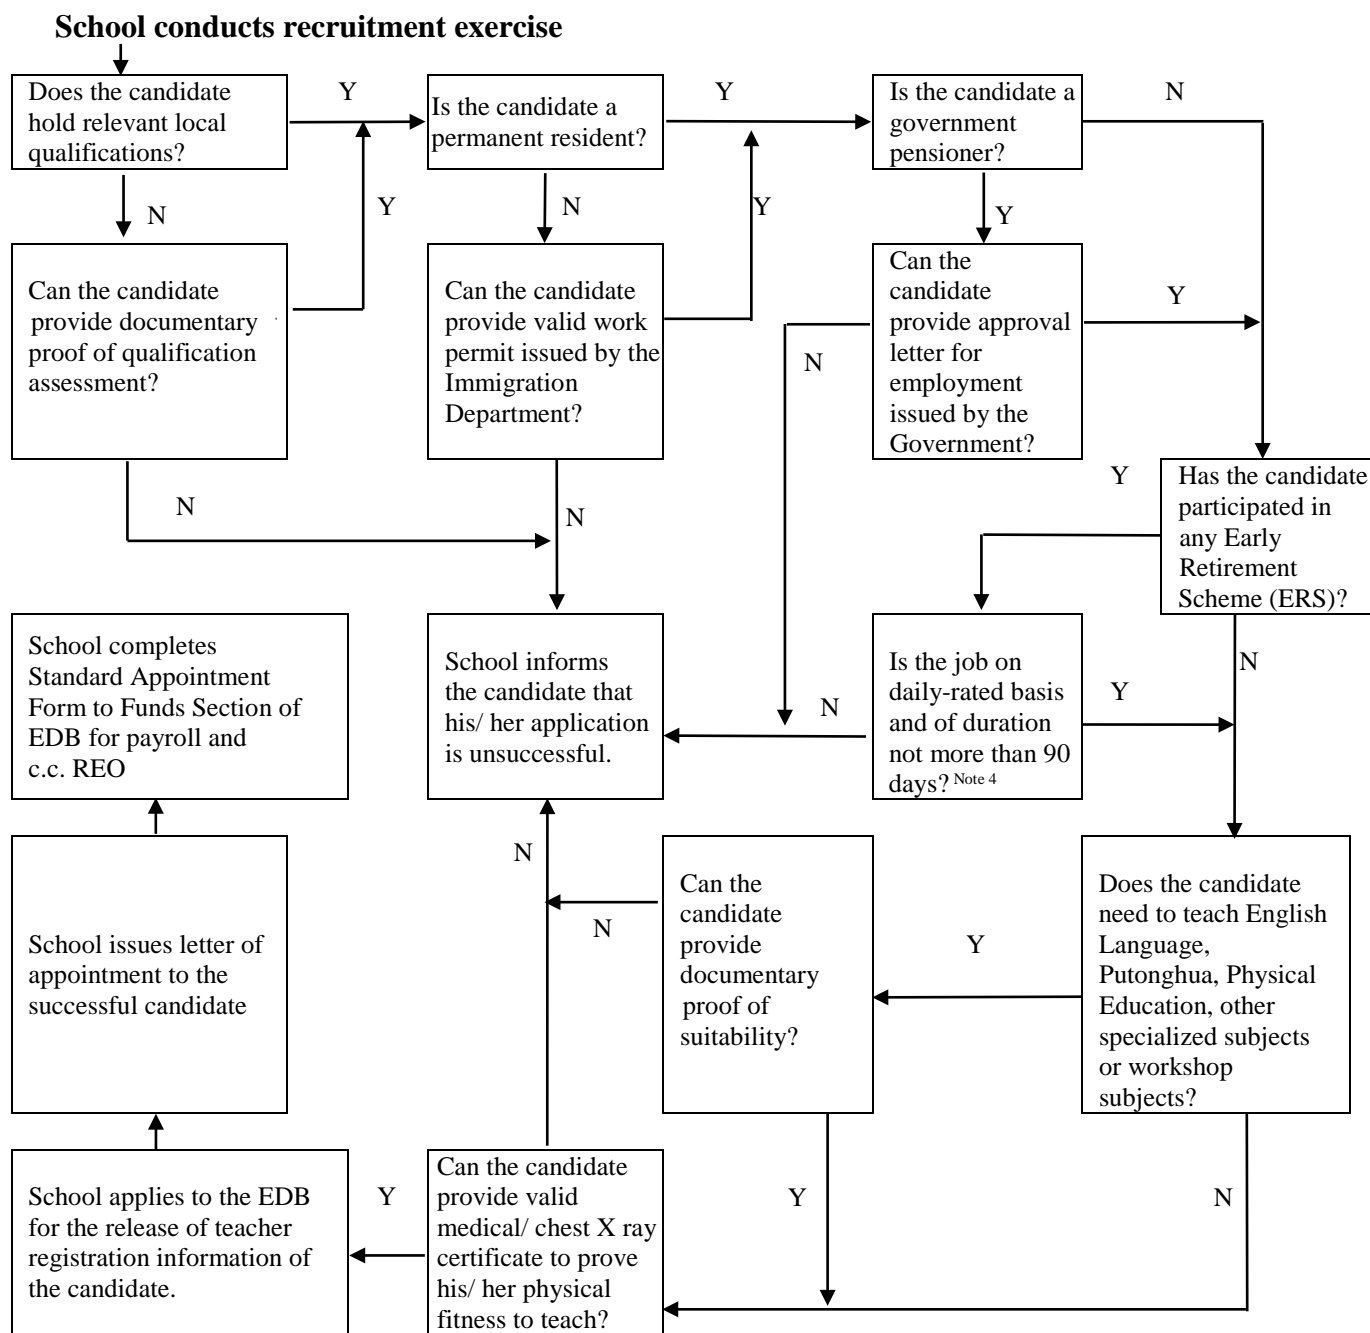 School conducts recruitment exercise
Does the candidate
hold relevant local
qualifications?
Y
Is the candidate a
permanent resident?
Y
Is the candidate a
government
pensioner?
N
N
Y
N
Y
Y
Can the candidate
provide documentary
proof of qualification
assessment?
Can the candidate
provide valid work
permit issued by the
Immigration
Department?
Can the
candidate
provide approval
letter for
employment
issued by the
Government?
Y
N
N
N
Y
Has the candidate
participated in
any Early
Retirement
Scheme (ERS)?
School completes
Standard Appointment
Form to Funds Section of
EDB for payroll and
c.c. REO
School informs
the candidate that
his/ her application
is unsuccessful.
N
Is the job on
daily-rated basis
and of duration
not more than 90
days? Note 4
Y
N
School issues letter of
appointment to the
successful candidate
N
N
Can the
candidate
provide
documentary
proof of
suitability?
Y
Does the candidate
need to teach English
Language,
Putonghua, Physical
Education, other
specialized subjects
or workshop
subjects?
School applies to the EDB
for the release of teacher
registration information of
the candidate.
Y
Can the candidate
provide valid
medical/ chest X ray
certificate to prove
his/ her physical
fitness to teach?
Y
N